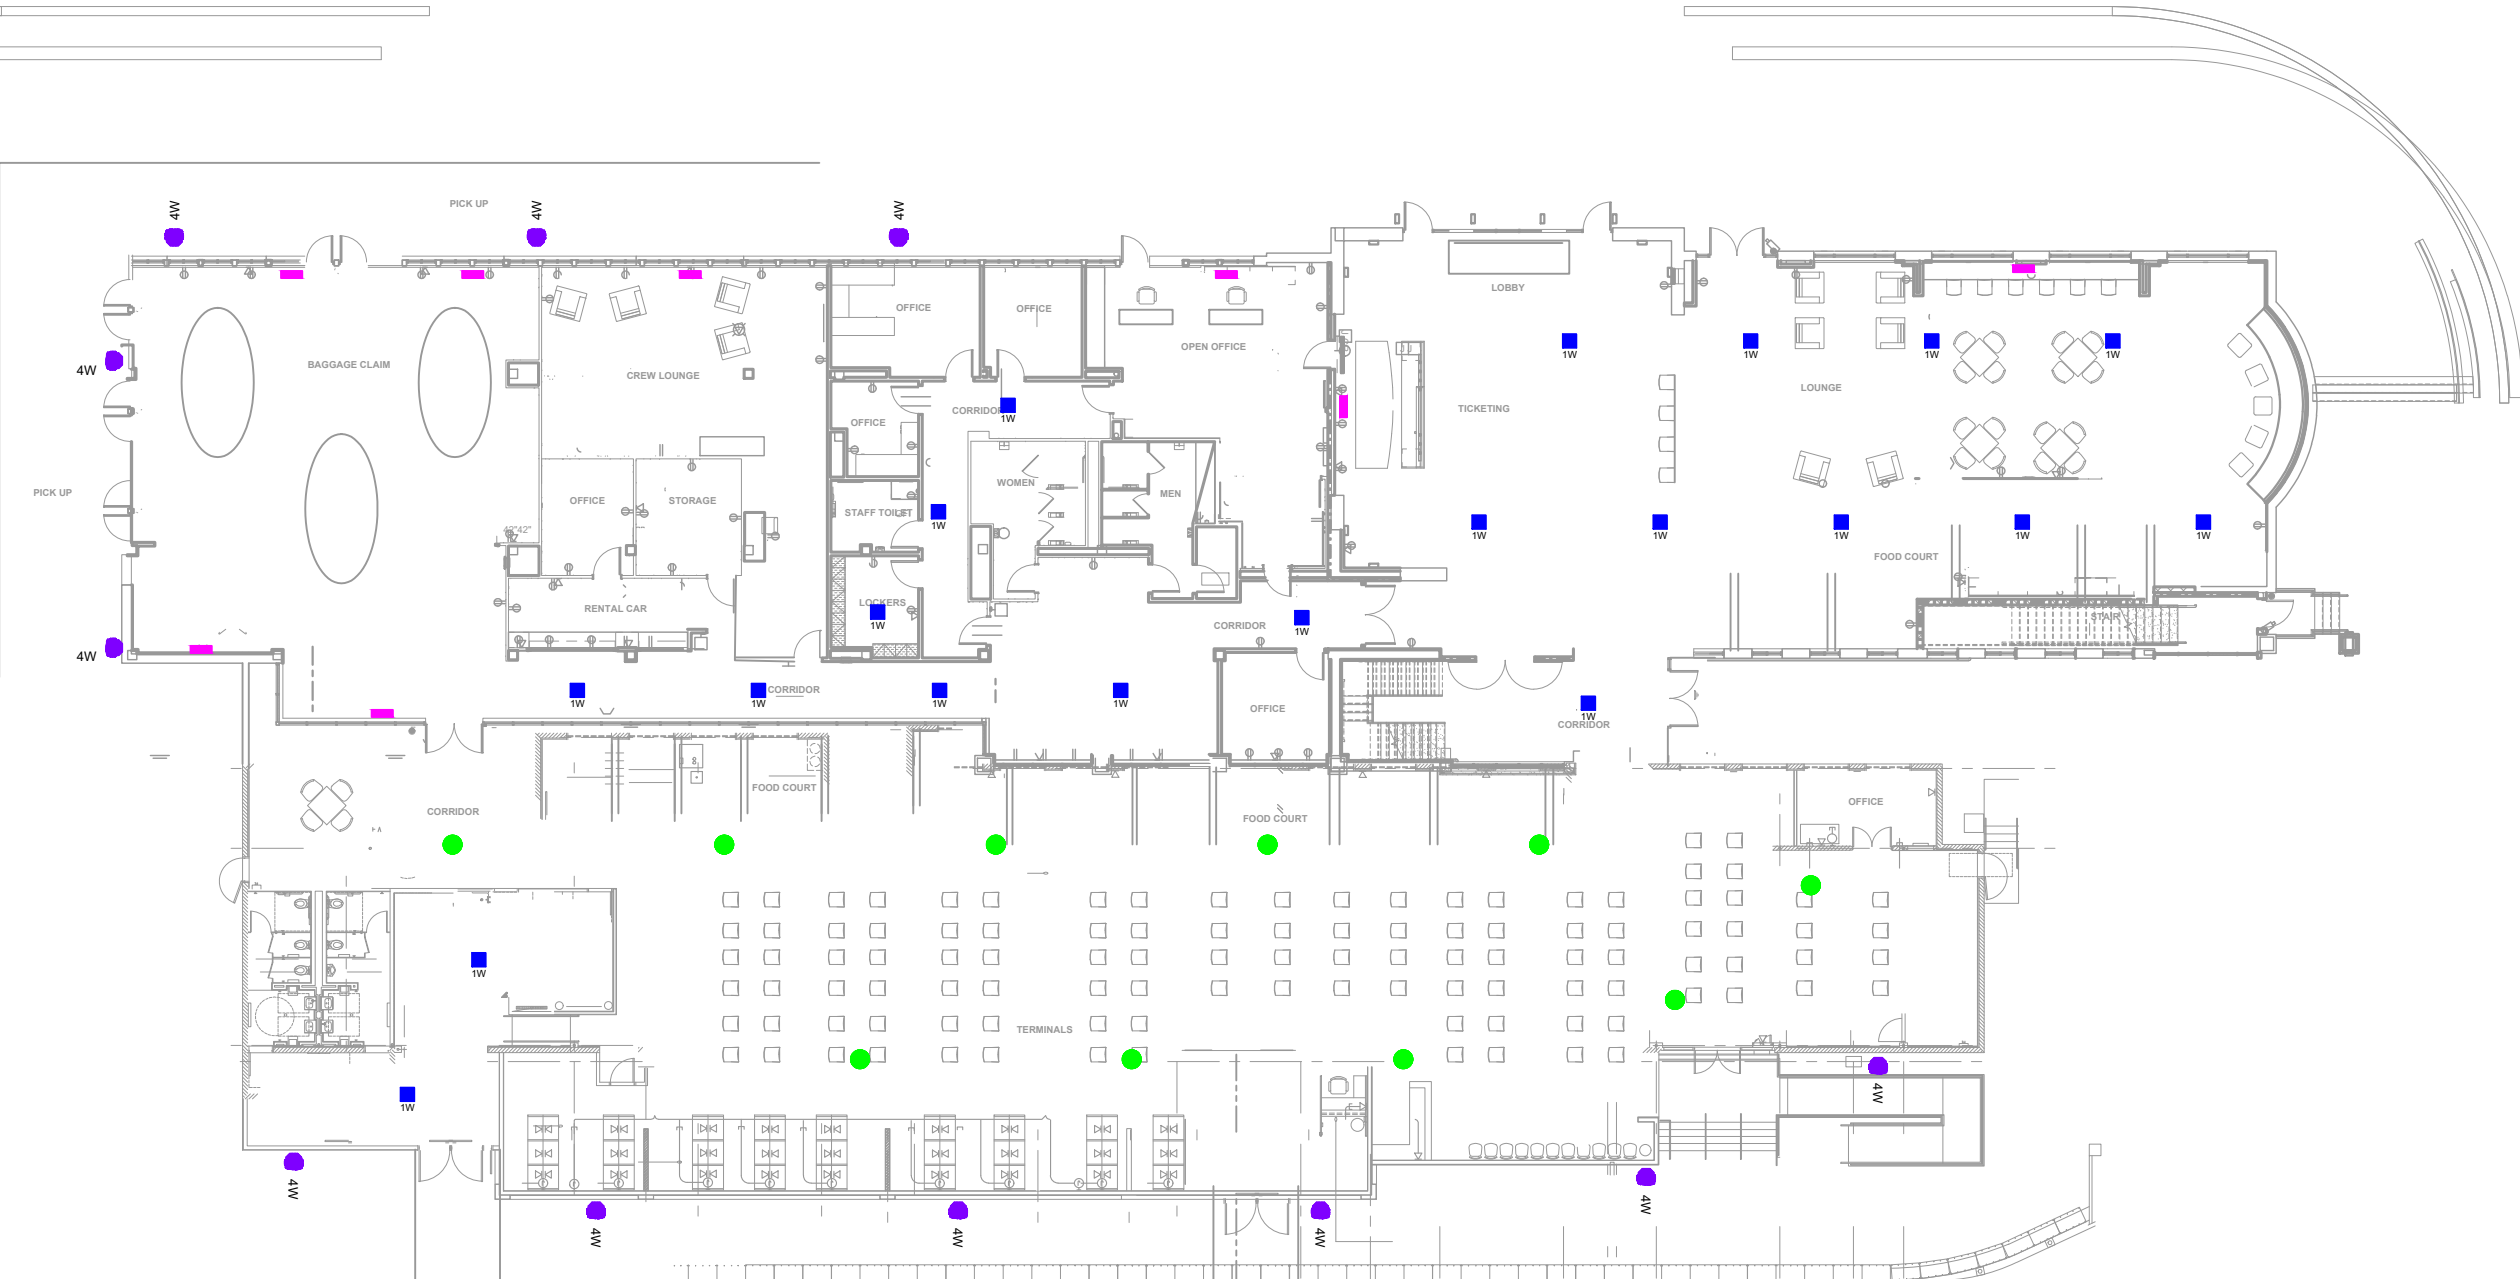 PICK UP
4W
4W
4W
LOBBY
OFFICE
OFFICE
OPEN OFFICE
1W
1W
1W
1W
BAGGAGE CLAIM
4W
CREW LOUNGE
LOUNGE
CORRIDOR
1W
TICKETING
OFFICE
WOMEN
MEN
PICK UP
OFFICE
STORAGE
STAFF TOILET
1W
42"42"
1W
1W
1W
1W
1W
FOOD COURT
RENTAL CAR
LOCKERS
1W
CORRIDOR
1W
STAIR
4W
CORRIDOR
1W
1W
1W
1W
OFFICE
1W
CORRIDOR
FOOD COURT
CORRIDOR
FOOD COURT
OFFICE
1W
TERMINALS
1W
4W
4W
4W
4W
4W
4W